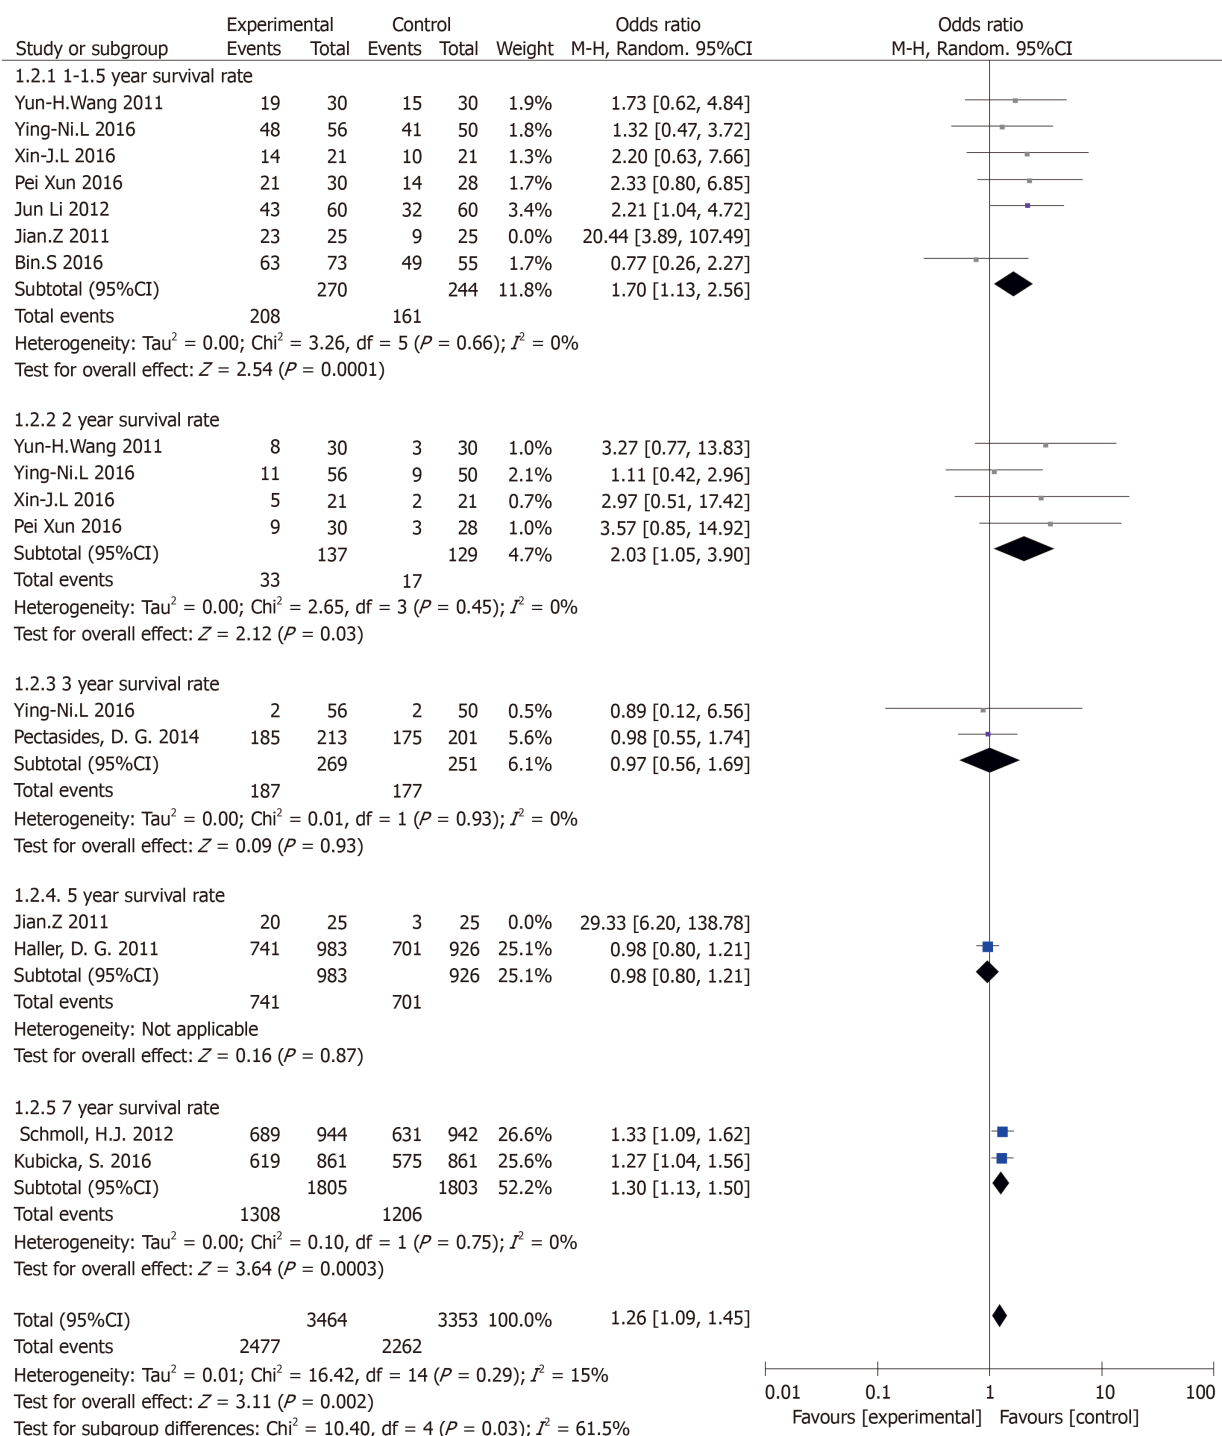 Experimental Control Odds ratio Odds ratio
Study or subgroup Events Total Events Total Weight M-H, Random. 95%CI M-H, Random. 95%CI
1.2.1 1-1.5 year survival rate
Yun-H.Wang 2011 19 30 15 30 1.9% 1.73 [0.62, 4.84]
Ying-Ni.L 2016 48 56 41 50 1.8% 1.32 [0.47, 3.72]
Xin-J.L 2016 14 21 10 21 1.3% 2.20 [0.63, 7.66]
Pei Xun 2016 21 30 14 28 1.7% 2.33 [0.80, 6.85]
Jun Li 2012 43 60 32 60 3.4% 2.21 [1.04, 4.72]
Jian.Z 2011 23 25 9 25 0.0% 20.44 [3.89, 107.49]
Bin.S 2016 63 73 49 55 1.7% 0.77 [0.26, 2.27]
Subtotal (95%CI) 270 244 11.8% 1.70 [1.13, 2.56]
Total events 208 161
Heterogeneity: Tau² = 0.00; Chi² = 3.26, df = 5 (P = 0.66); I² = 0%
Test for overall effect: Z = 2.54 (P = 0.0001)
1.2.2 2 year survival rate
Yun-H.Wang 2011 8 30 3 30 1.0% 3.27 [0.77, 13.83]
Ying-Ni.L 2016 11 56 9 50 2.1% 1.11 [0.42, 2.96]
Xin-J.L 2016 5 21 2 21 0.7% 2.97 [0.51, 17.42]
Pei Xun 2016 9 30 3 28 1.0% 3.57 [0.85, 14.92]
Subtotal (95%CI) 137 129 4.7% 2.03 [1.05, 3.90]
Total events 33 17
Heterogeneity: Tau² = 0.00; Chi² = 2.65, df = 3 (P = 0.45); I² = 0%
Test for overall effect: Z = 2.12 (P = 0.03)
1.2.3 3 year survival rate
Ying-Ni.L 2016 2 56 2 50 0.5% 0.89 [0.12, 6.56]
Pectasides, D. G. 2014 185 213 175 201 5.6% 0.98 [0.55, 1.74]
Subtotal (95%CI) 269 251 6.1% 0.97 [0.56, 1.69]
Total events 187 177
Heterogeneity: Tau² = 0.00; Chi² = 0.01, df = 1 (P = 0.93); I² = 0%
Test for overall effect: Z = 0.09 (P = 0.93)
1.2.4. 5 year survival rate
Jian.Z 2011 20 25 3 25 0.0% 29.33 [6.20, 138.78]
Haller, D. G. 2011 741 983 701 926 25.1% 0.98 [0.80, 1.21]
Subtotal (95%CI) 983 926 25.1% 0.98 [0.80, 1.21]
Total events 741 701
Heterogeneity: Not applicable
Test for overall effect: Z = 0.16 (P = 0.87)
1.2.5 7 year survival rate
Schmoll, H.J. 2012 689 944 631 942 26.6% 1.33 [1.09, 1.62]
Kubicka, S. 2016 619 861 575 861 25.6% 1.27 [1.04, 1.56]
Subtotal (95%CI) 1805 1803 52.2% 1.30 [1.13, 1.50]
Total events 1308 1206
Heterogeneity: Tau² = 0.00; Chi² = 0.10, df = 1 (P = 0.75); I² = 0%
Test for overall effect: Z = 3.64 (P = 0.0003)
Total (95%CI) 3464 3353 100.0% 1.26 [1.09, 1.45]
Total events 2477 2262
Heterogeneity: Tau² = 0.01; Chi² = 16.42, df = 14 (P = 0.29); I² = 15%
Test for overall effect: Z = 3.11 (P = 0.002)
Test for subgroup differences: Chi² = 10.40, df = 4 (P = 0.03); I² = 61.5%
0.01 0.1 1 10 100
Favours [experimental] Favours [control]